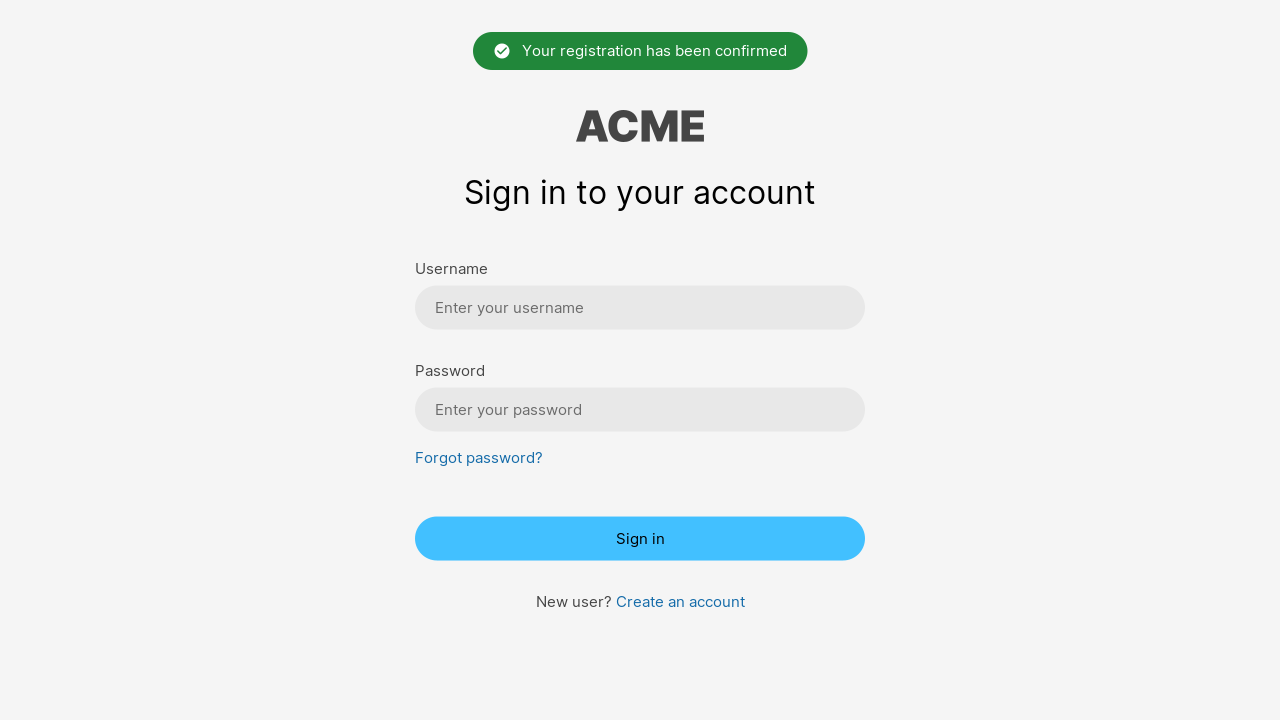 Your registration has been confirmed
ACME
Sign in to your account
Username
Enter your username
Password
Enter your password
Forgot password?
Sign in
New user? Create an account